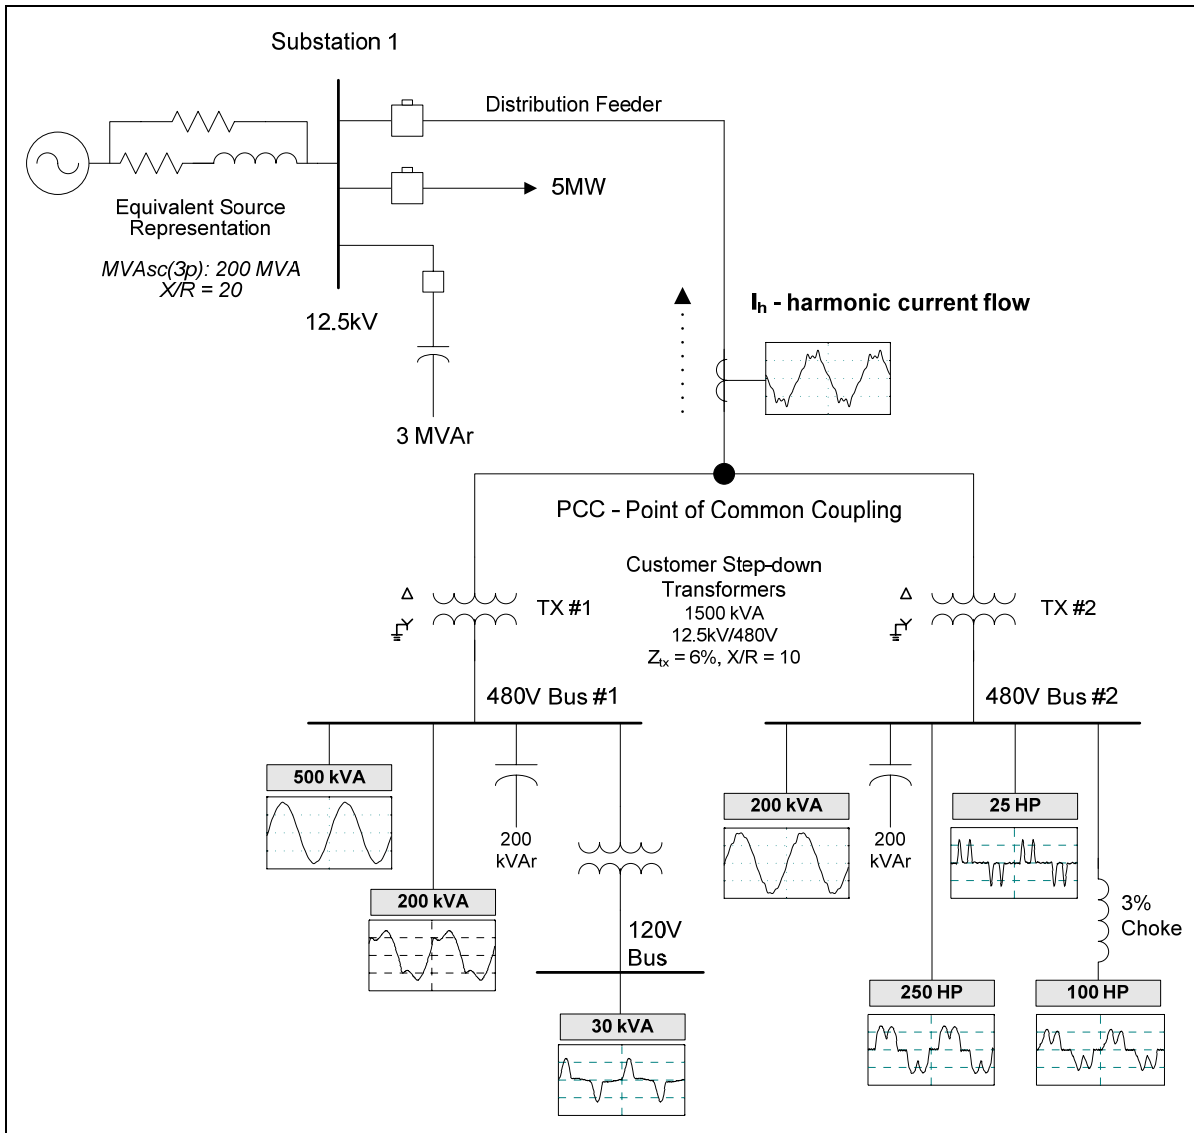 Substation 1
Distribution Feeder
5MW
Equivalent Source
Representation
MVAsc(3p): 200 MVA
X/R = 20
12.5kV
3 MVAr
Ih - harmonic current flow
PCC - Point of Common Coupling
Customer Step-down
Transformers
1500 kVA
12.5kV/480V
Ztx = 6%, X/R = 10
TX #1
TX #2
480V Bus #1
480V Bus #2
500 kVA
200 kVA
200
kVAr
120V
Bus
30 kVA
200 kVA
200
kVAr
25 HP
3%
Choke
250 HP
100 HP